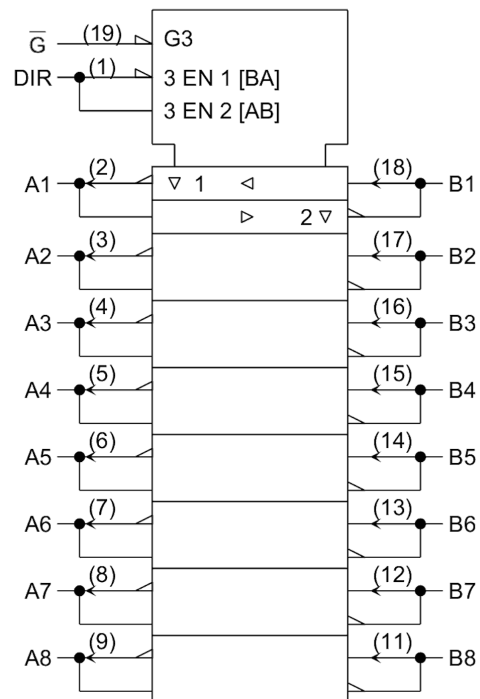 G̅ (19) G3
DIR (1) 3 EN 1 [BA]
3 EN 2 [AB]
A1 (2) ▽ 1 ◁ (18) B1
▷ 2 ▽
A2 (3) (17) B2
A3 (4) (16) B3
A4 (5) (15) B4
A5 (6) (14) B5
A6 (7) (13) B6
A7 (8) (12) B7
A8 (9) (11) B8